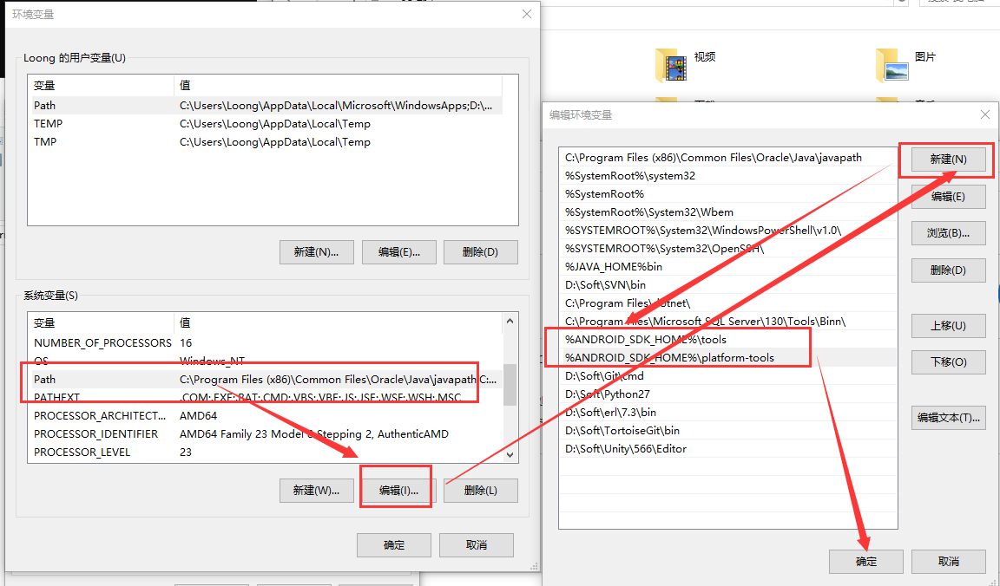 环境变量
Loong 的用户变量(U)
变量 值
Path C:\Users\Loong\AppData\Local\Microsoft\WindowsApps;D:\...
TEMP C:\Users\Loong\AppData\Local\Temp
TMP C:\Users\Loong\AppData\Local\Temp
新建(N)... 编辑(E)... 删除(D)
系统变量(S)
变量 值
NUMBER_OF_PROCESSORS 16
OS Windows_NT
Path C:\Program Files (x86)\Common Files\Oracle\Java\javapath;C:...
PATHEXT .COM;.EXE;.BAT;.CMD;.VBS;.VBE;.JS;.JSE;.WSF;.WSH;.MSC
PROCESSOR_ARCHITECT... AMD64
PROCESSOR_IDENTIFIER AMD64 Family 23 Model 8 Stepping 2, AuthenticAMD
PROCESSOR_LEVEL 23
新建(W)... 编辑(I)... 删除(L)
确定 取消
视频 图片
编辑环境变量
C:\Program Files (x86)\Common Files\Oracle\Java\javapath
%SystemRoot%\system32
%SystemRoot%
%SystemRoot%\System32\Wbem
%SYSTEMROOT%\System32\WindowsPowerShell\v1.0\
%SYSTEMROOT%\System32\OpenSSH\
%JAVA_HOME%bin
D:\Soft\SVN\bin
C:\Program Files\dotnet\
C:\Program Files\Microsoft SQL Server\130\Tools\Binn\
%ANDROID_SDK_HOME%\tools
%ANDROID_SDK_HOME%\platform-tools
D:\Soft\Git\cmd
D:\Soft\Python27
D:\Soft\erl\7.3\bin
D:\Soft\TortoiseGit\bin
D:\Soft\Unity\566\Editor
新建(N)
编辑(E)
浏览(B)...
删除(D)
上移(U)
下移(O)
编辑文本(T)...
确定 取消